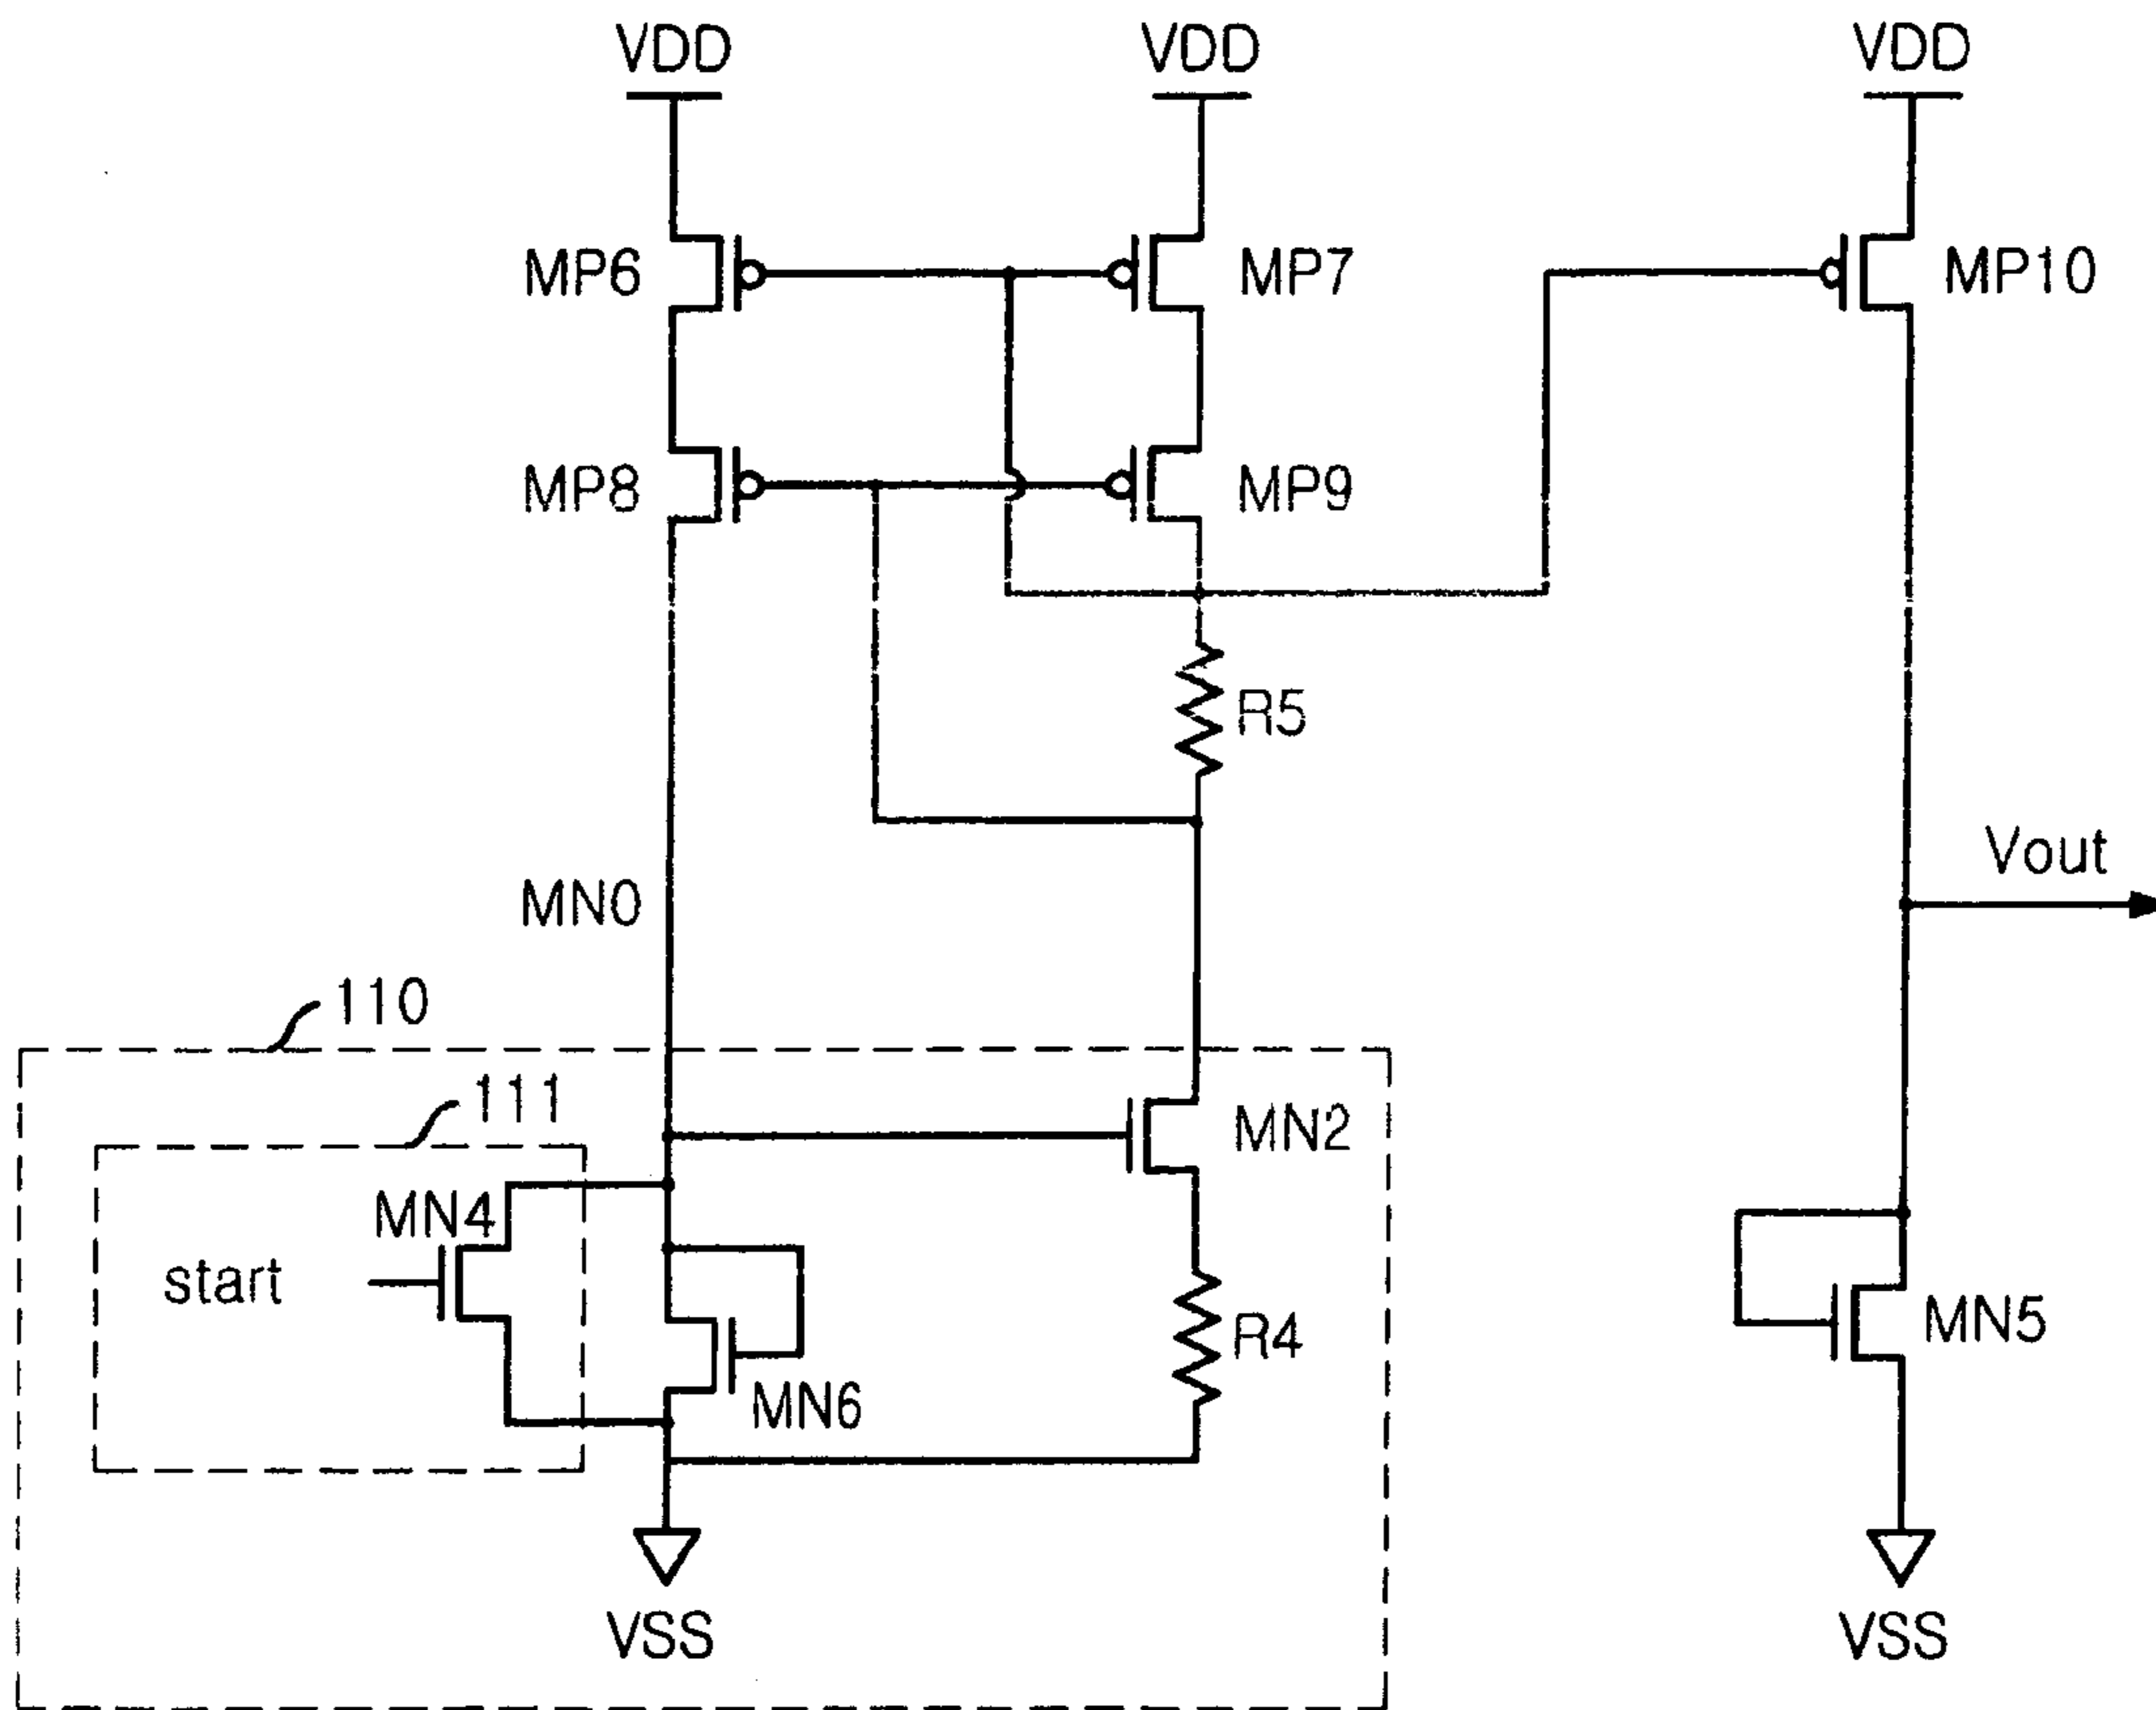 VDD VDD VDD
MP6 MP7 MP10
MP8 MP9
R5
Vout
MN0
110
111
MN2
MN4
start
R4
MN5
MN6
VSS VSS